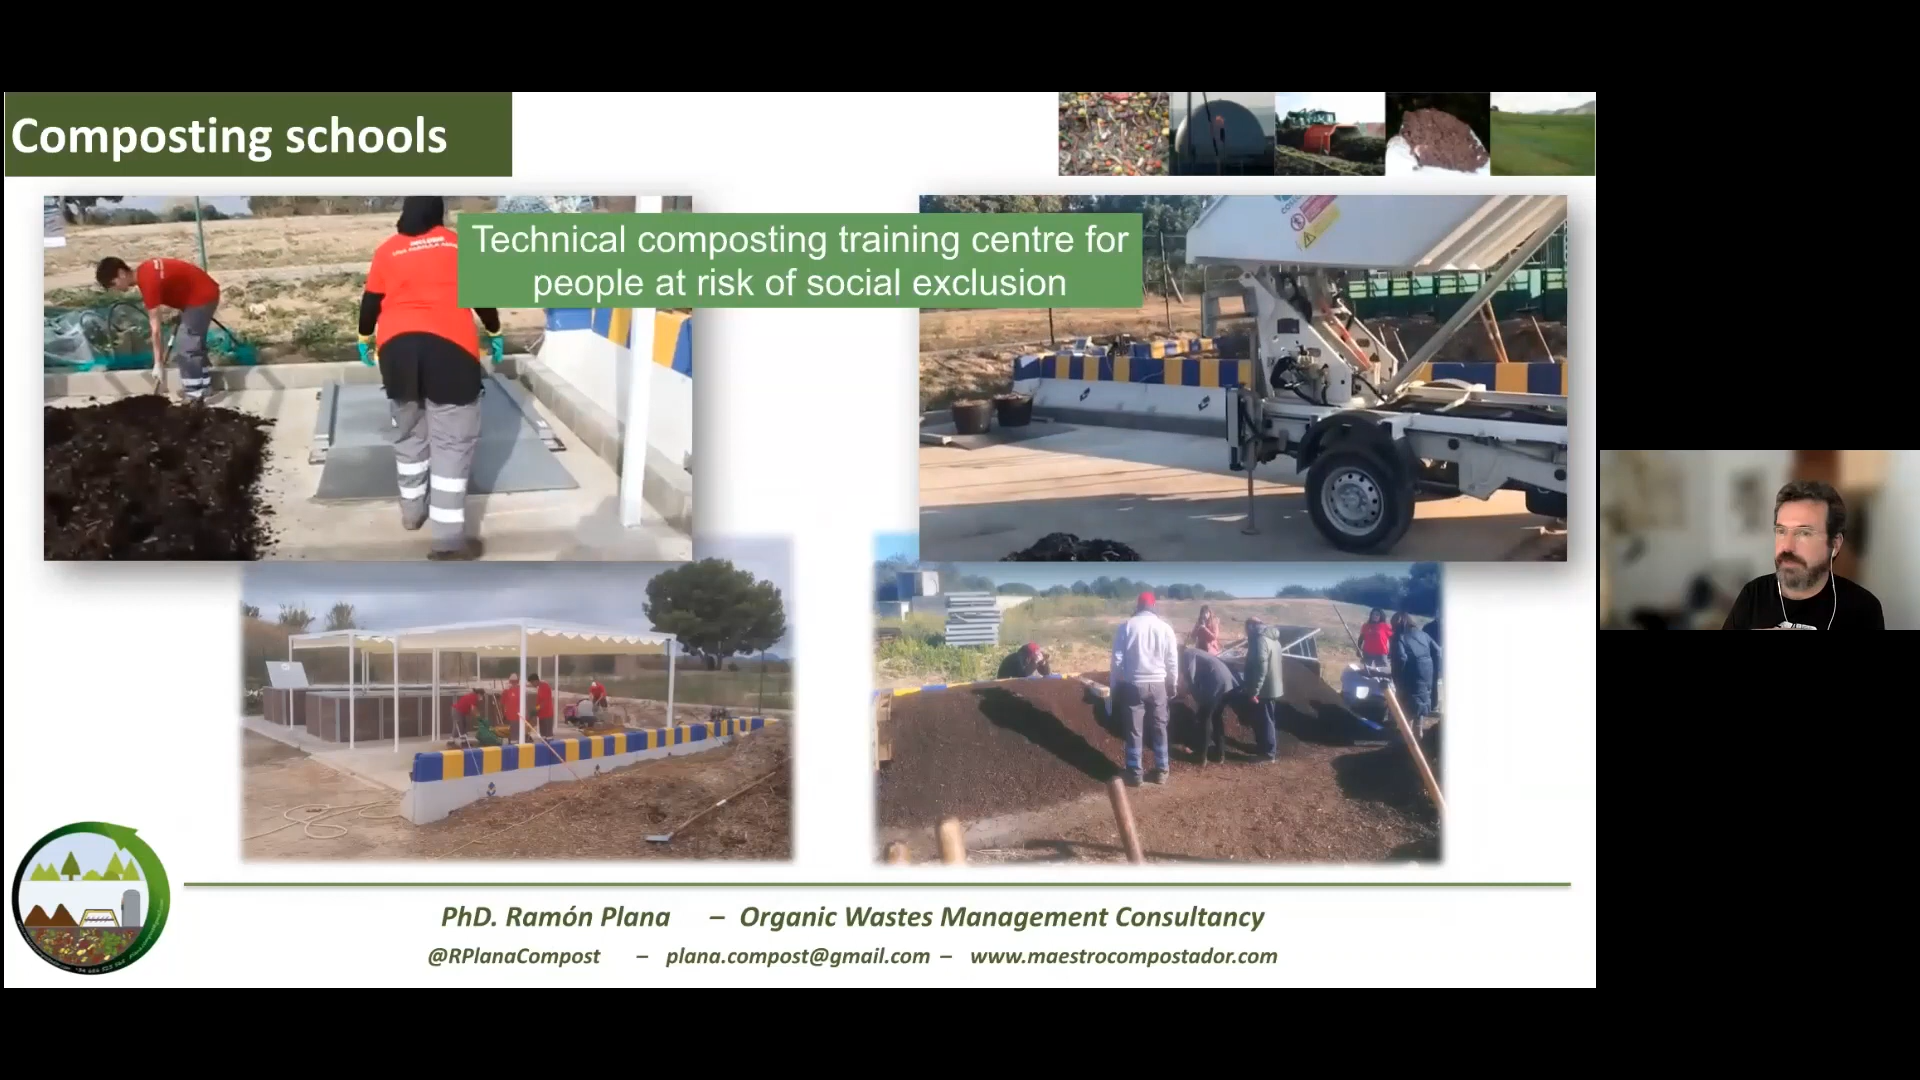 Composting schools
Technical composting training centre for
people at risk of social exclusion
PhD. Ramón Plana – Organic Wastes Management Consultancy
@RPlanaCompost – plana.compost@gmail.com – www.maestrocompostador.com